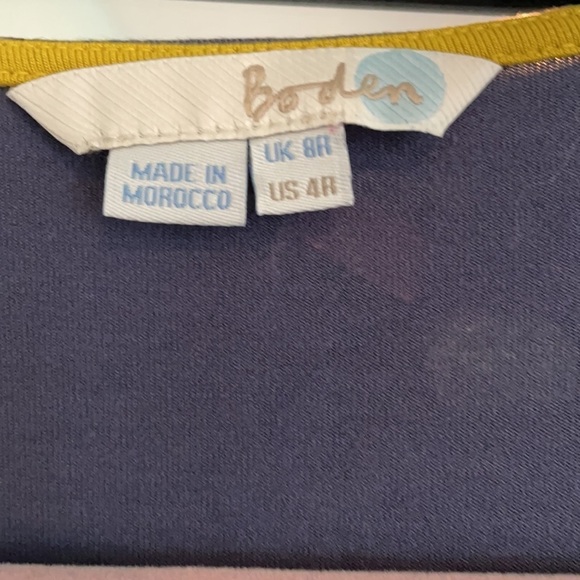 Boden
MADE IN
MOROCCO
UK 8R
US 4R